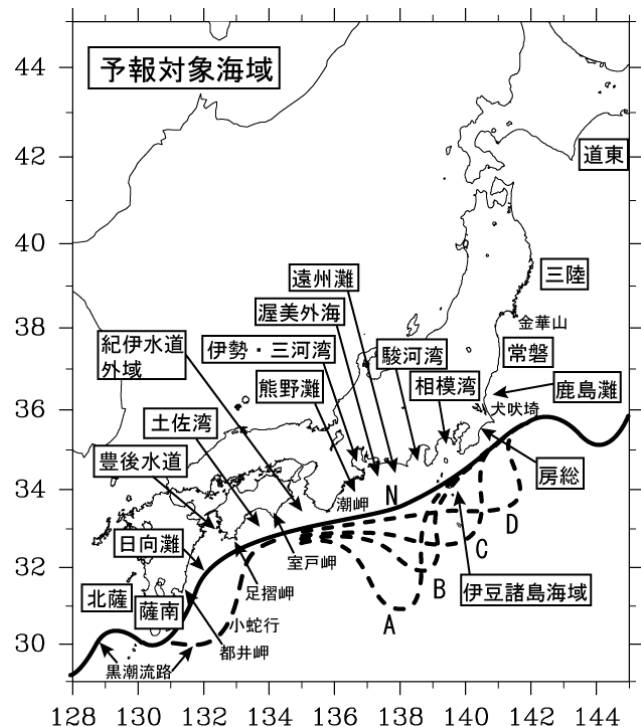 予報対象海域
44
42
40
38
36
34
32
30
道東
三陸
金華山
常磐
鹿島灘
犬吠埼
房総
遠州灘
渥美外海
伊勢・三河湾
紀伊水道
外域
駿河湾
相模湾
熊野灘
土佐湾
豊後水道
潮岬
N
D
日向灘
室戸岬
C
B
足摺岬
伊豆諸島海域
北薩
薩南
A
小蛇行
都井岬
黒潮流路
128 130 132 134 136 138 140 142 144